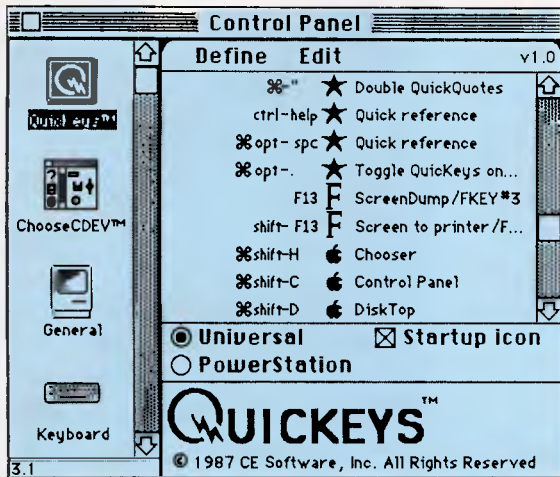 Control Panel
QuicKeys™
ChooseCDEV™
General
Keyboard
3.1
Define Edit v1.0
⌘-" Double QuickQuotes
ctrl-help Quick reference
⌘opt- spc Quick reference
⌘opt-. Toggle QuicKeys on...
F13 F ScreenDump/FKEY#3
shift- F13 F Screen to printer/F...
⌘shift-H Chooser
⌘shift-C Control Panel
⌘shift-D DiskTop
Universal Startup icon
PowerStation
QUICKEYS™
© 1987 CE Software, Inc. All Rights Reserved